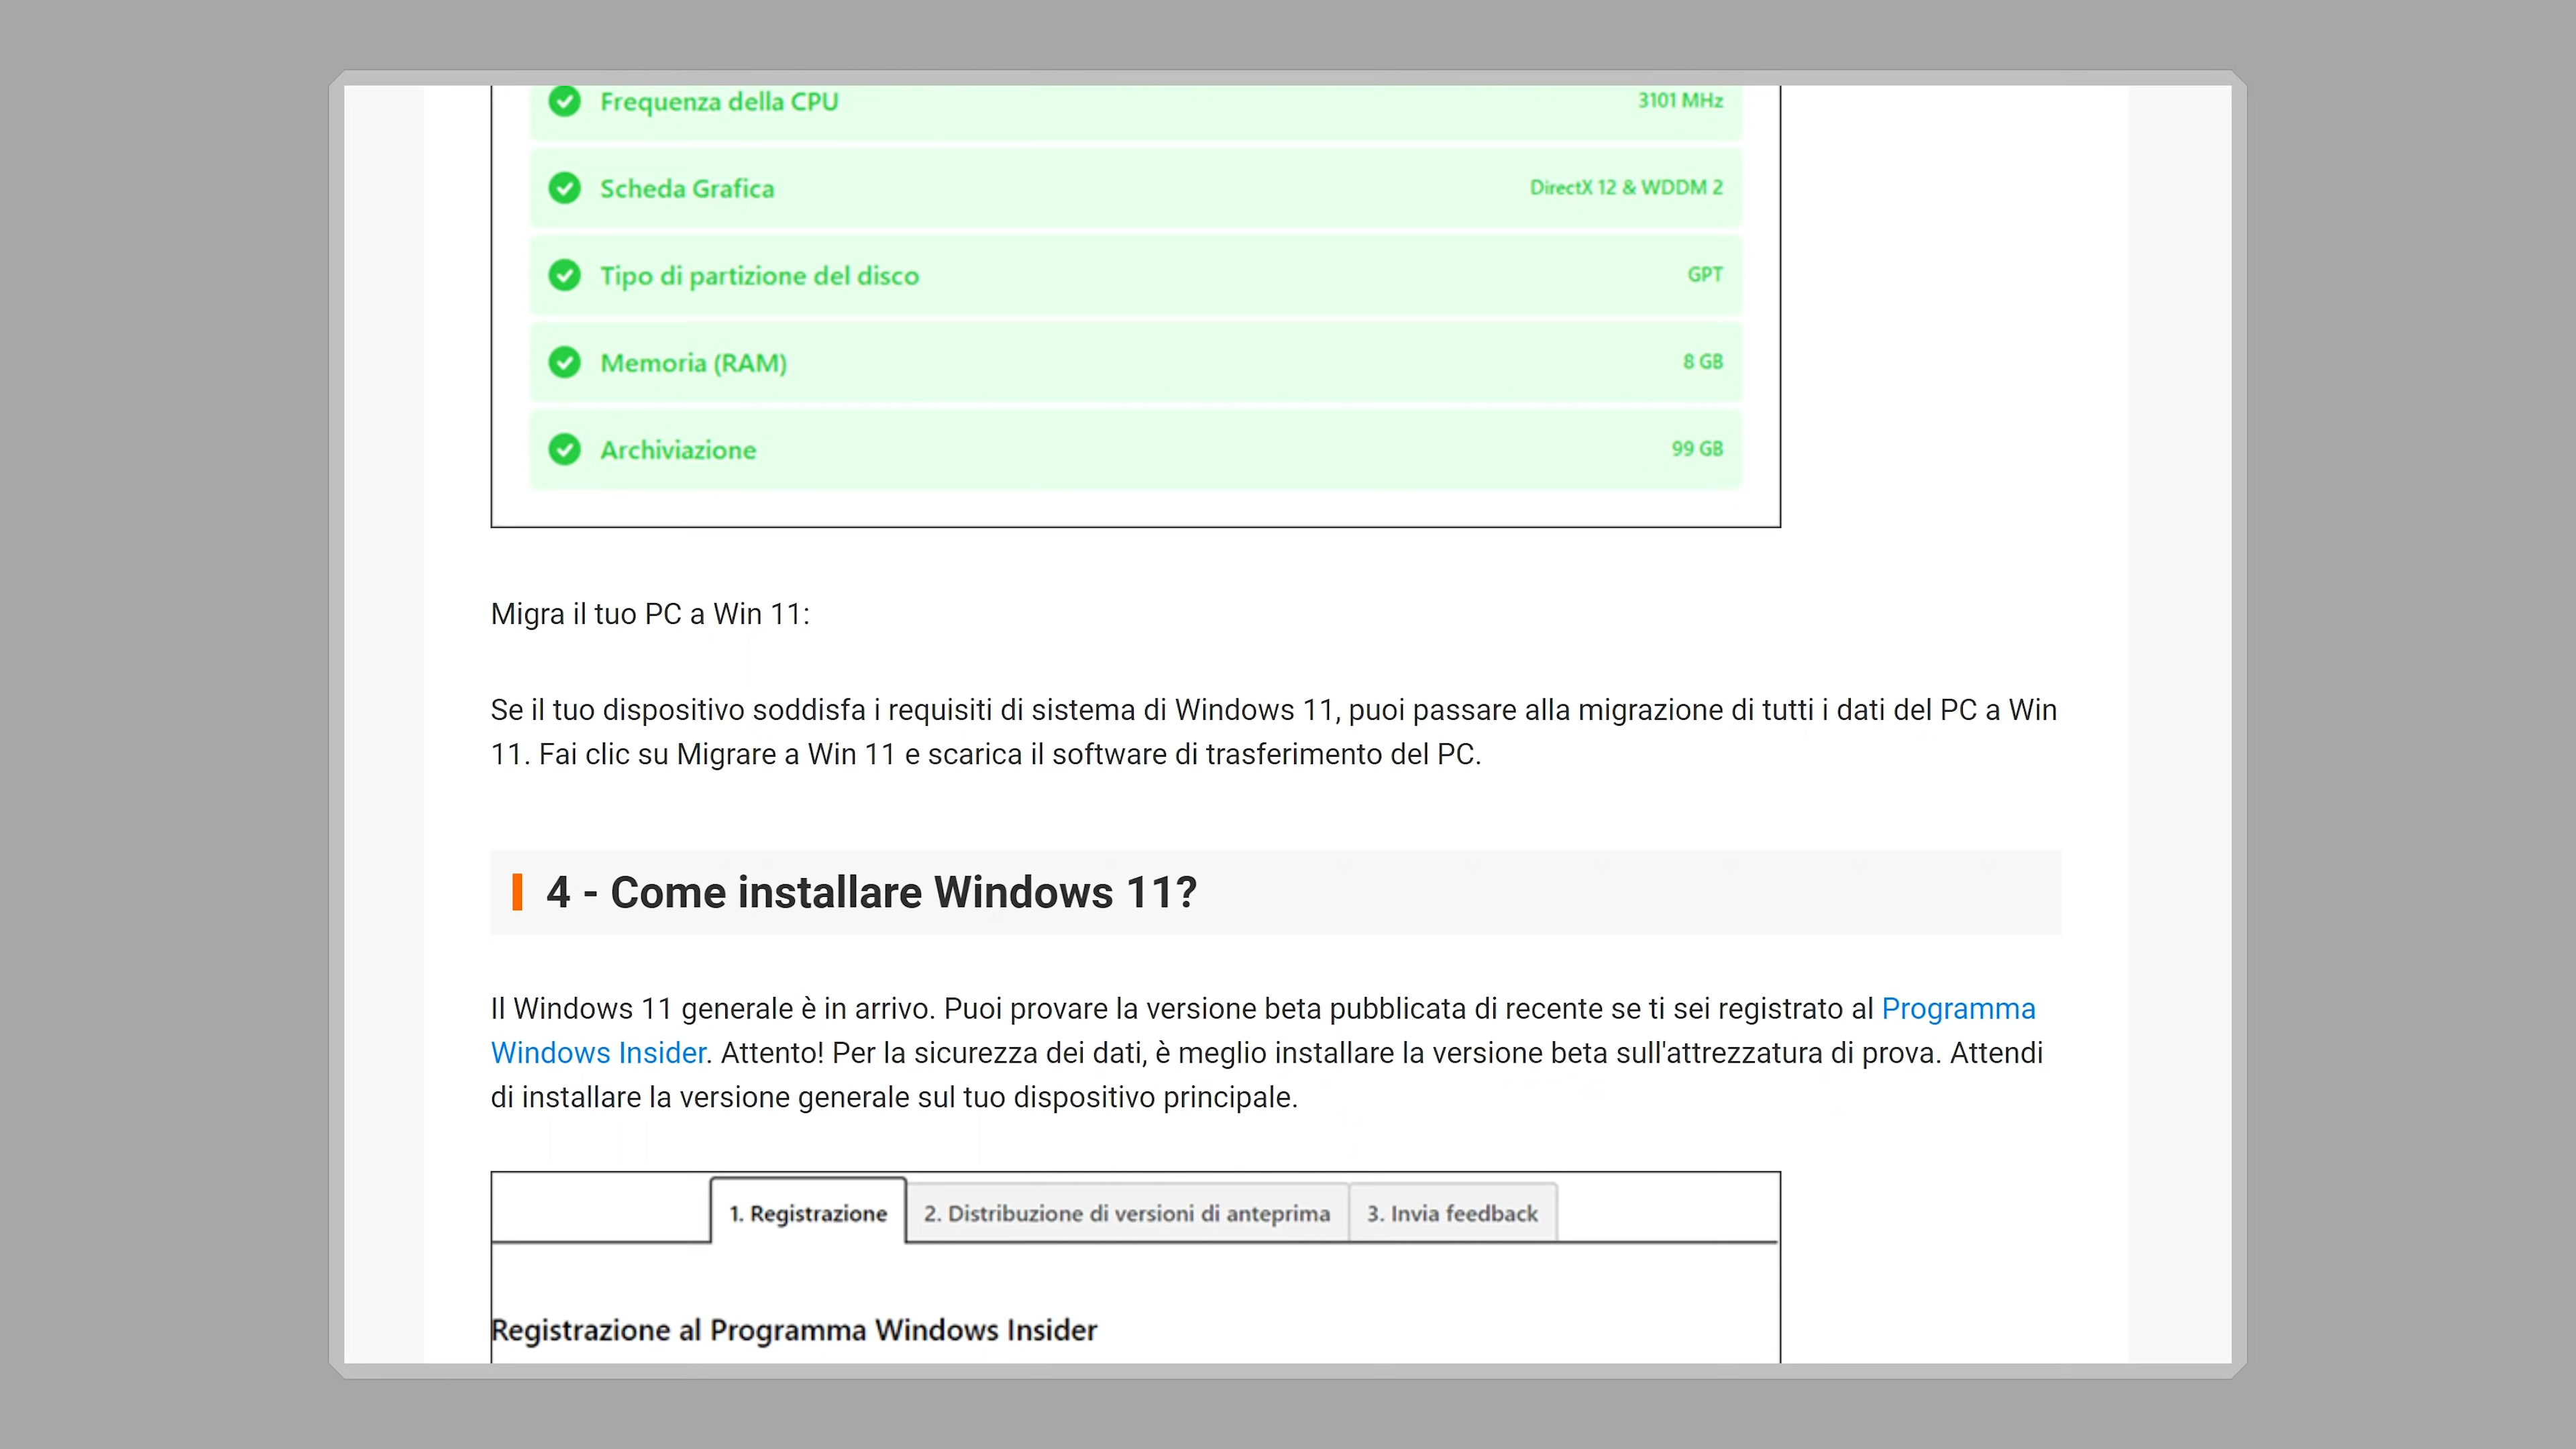 Frequenza della CPU 3101 MHz
Scheda Grafica DirectX 12 & WDDM 2
Tipo di partizione del disco GPT
Memoria (RAM) 8 GB
Archiviazione 99 GB
Migra il tuo PC a Win 11:
Se il tuo dispositivo soddisfa i requisiti di sistema di Windows 11, puoi passare alla migrazione di tutti i dati del PC a Win
11. Fai clic su Migrare a Win 11 e scarica il software di trasferimento del PC.
4 - Come installare Windows 11?
Il Windows 11 generale è in arrivo. Puoi provare la versione beta pubblicata di recente se ti sei registrato al Programma
Windows Insider. Attento! Per la sicurezza dei dati, è meglio installare la versione beta sull'attrezzatura di prova. Attendi
di installare la versione generale sul tuo dispositivo principale.
1. Registrazione 2. Distribuzione di versioni di anteprima 3. Invia feedback
Registrazione al Programma Windows Insider